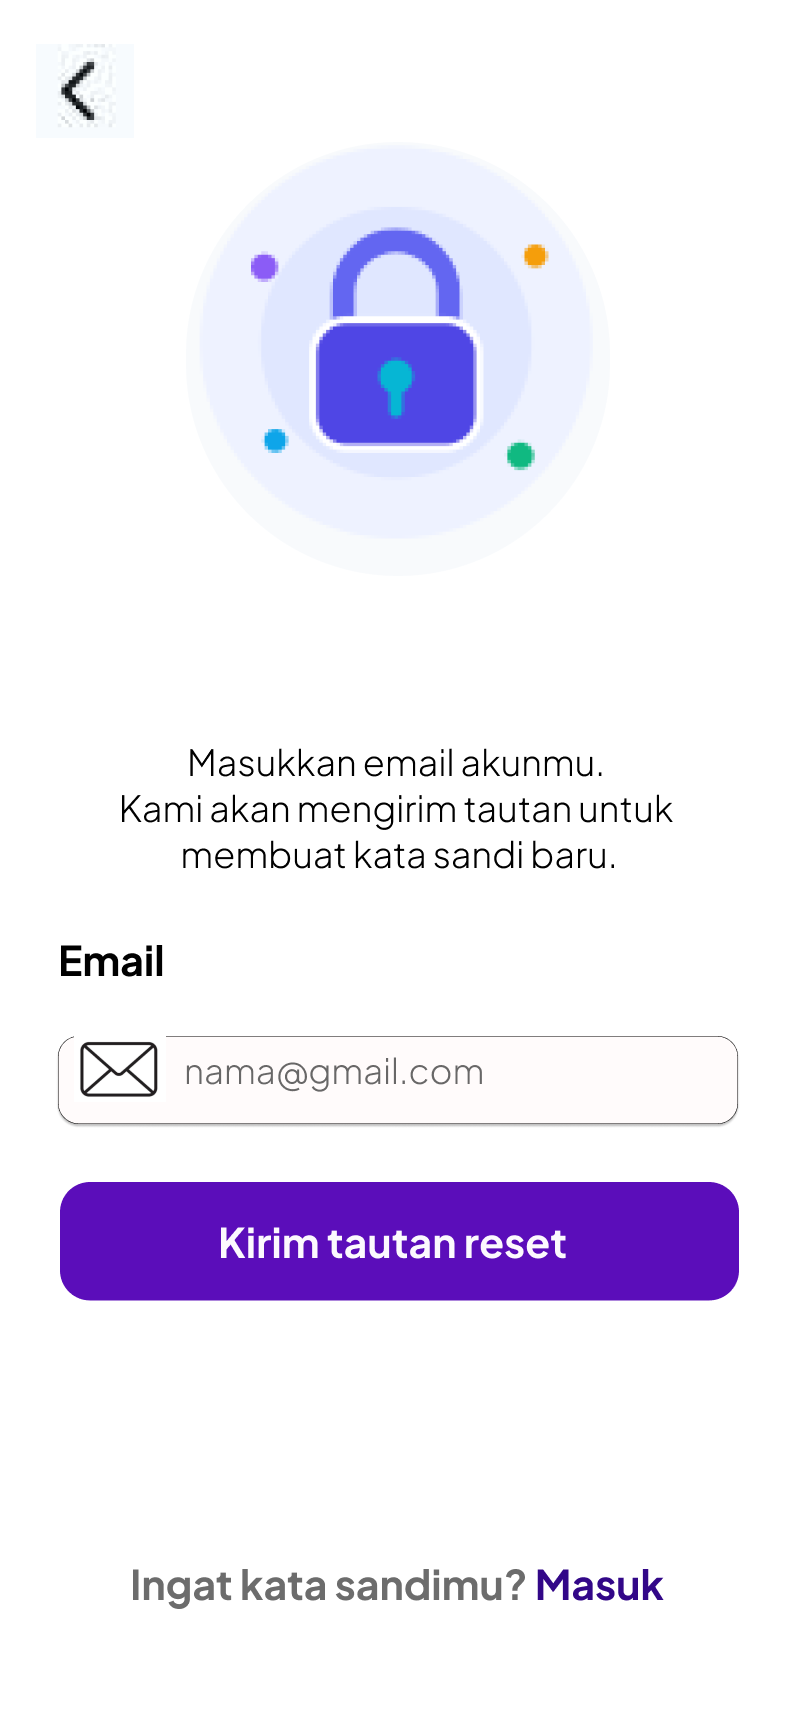 Masukkan email akunmu.
Kami akan mengirim tautan untuk
membuat kata sandi baru.
Email
nama@gmail.com
Kirim tautan reset
Ingat kata sandimu? Masuk